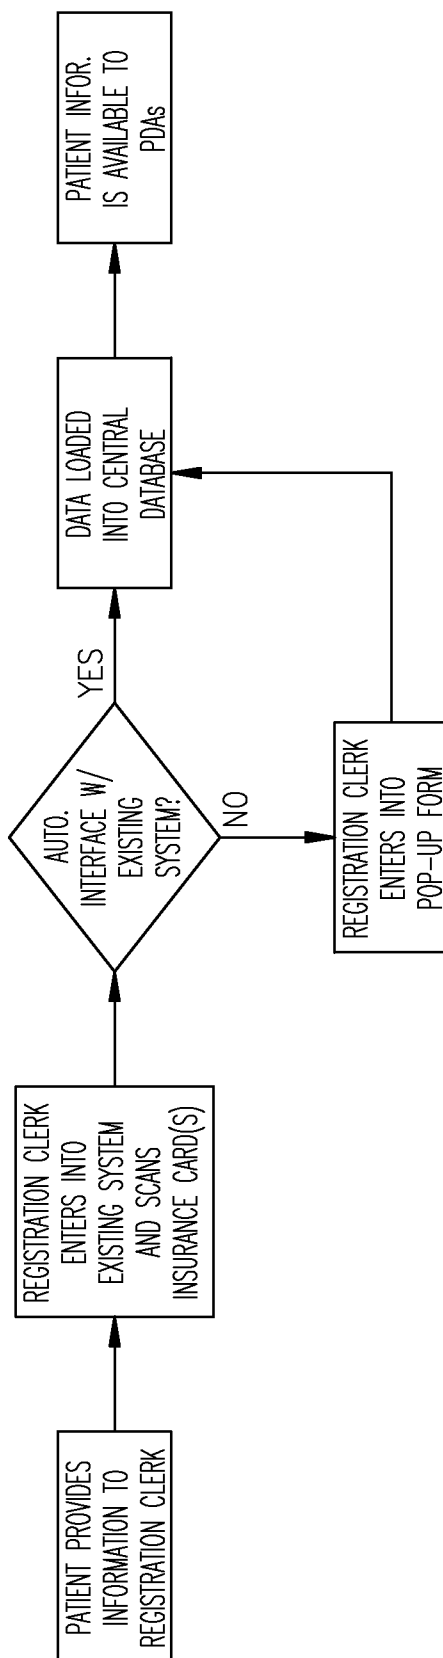 PATIENT PROVIDES
INFORMATION TO
REGISTRATION CLERK
REGISTRATION CLERK
ENTERS INTO
EXISTING SYSTEM
AND SCANS
INSURANCE CARD(S)
AUTO.
INTERFACE W/
EXISTING
SYSTEM?
YES
NO
REGISTRATION CLERK
ENTERS INTO
POP-UP FORM
DATA LOADED
INTO CENTRAL
DATABASE
PATIENT INFOR.
IS AVAILABLE TO
PDAs